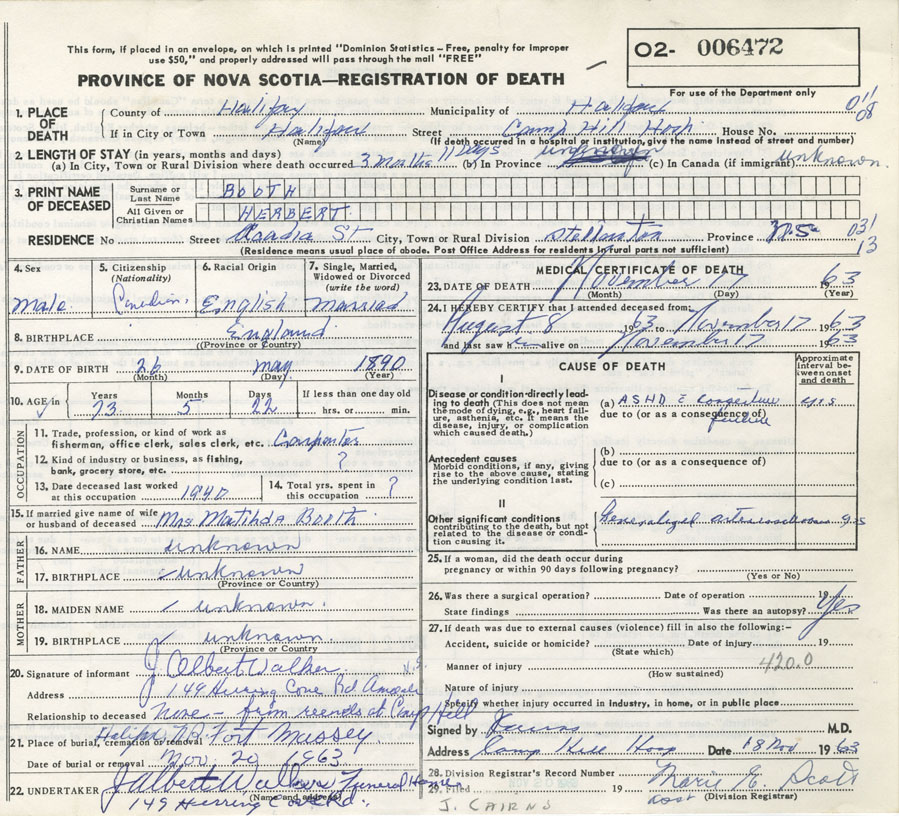 This form, if placed in an envelope, on which is printed "Dominion Statistics – Free, penalty for improper
use $50," and properly addressed will pass through the mail "FREE"
PROVINCE OF NOVA SCOTIA—REGISTRATION OF DEATH
O2- 006472
For use of the Department only
1. PLACE OF DEATH
County of Halifax Municipality of Halifax 011
08
If in City or Town Halifax Street Camp Hill Hosp House No.
(Name) (If death occurred in a hospital or institution, give the name instead of street and number)
2. LENGTH OF STAY (in years, months and days)
(a) In City, Town or Rural Division where death occurred 3 Months 11 Days (b) In Province unknown (c) In Canada (if immigrant) unknown.
3. PRINT NAME OF DECEASED
Surname or Last Name BOOTH
All Given or Christian Names HERBERT.
RESIDENCE No Street Acadia St City, Town or Rural Division Stellarton Province N.S. 031
13
(Residence means usual place of abode. Post Office Address for residents of rural parts not sufficient)
4. Sex
Male
5. Citizenship (Nationality)
Canadian
6. Racial Origin
English
7. Single, Married, Widowed or Divorced (write the word)
Married
8. BIRTHPLACE England
(Province or Country)
9. DATE OF BIRTH 26 May 1890
(Month) (Day) (Year)
10. AGE in Years Months Days If less than one day old
73 5 22 hrs. or min.
OCCUPATION
11. Trade, profession, or kind of work as
fisherman, office clerk, sales clerk, etc. Carpenter
12. Kind of industry or business, as fishing,
bank, grocery store, etc. ?
13. Date deceased last worked
at this occupation 1940
14. Total yrs. spent in
this occupation ?
15. If married give name of wife
or husband of deceased Mrs Matilda Booth.
FATHER
16. NAME unknown
17. BIRTHPLACE unknown
(Province or Country)
MOTHER
18. MAIDEN NAME unknown.
19. BIRTHPLACE unknown.
(Province or Country
20. Signature of informant J Albert Walker. N.S.
Address 149 Herring Cove Rd
Relationship to deceased None – from records at Camp Hill
21. Place of burial, cremation or removal Halifax N.S. Fort Massey
Date of burial or removal Nov. 20 1963
22. UNDERTAKER J Albert Walker Funeral Home
(Name and address)
149 Herring Cove Rd.
MEDICAL CERTIFICATE OF DEATH
23. DATE OF DEATH November 17 63
(Month) (Day) (Year)
24. I HEREBY CERTIFY that I attended deceased from:
August 8 1963 to November 17 1963
and last saw h im alive on November 17 1963
CAUSE OF DEATH
Approximate interval between onset and death
I
Disease or condition directly leading to death (This does not mean
the mode of dying, e.g., heart failure, asthenia, etc. It means the
disease, injury, or complication
which caused death.)
(a) ASHD c Congestive failure yrs
due to (or as a consequence of)
Antecedent causes
Morbid conditions, if any, giving
rise to the above cause, stating
the underlying condition last.
(b)
due to (or as a consequence of)
(c)
II
Other significant conditions
contributing to the death, but not
related to the disease or condition causing it.
Generalized arteriosclerosis yrs
25. If a woman, did the death occur during
pregnancy or within 90 days following pregnancy?
(Yes or No)
26. Was there a surgical operation? Date of operation 19
State findings Was there an autopsy? Yes
27. If death was due to external causes (violence) fill in also the following:–
Accident, suicide or homicide? Date of injury 19
(State which)
Manner of injury 420.0
(How sustained)
Nature of injury
Specify whether injury occurred in Industry, in home, or in public place
Signed by M.D.
Address Camp Hill Hosp Date 18 Nov 1963
28. Division Registrar's Record Number
29. Filed 19 Marie E. Scott
Asst (Division Registrar)
J. CAIRNS